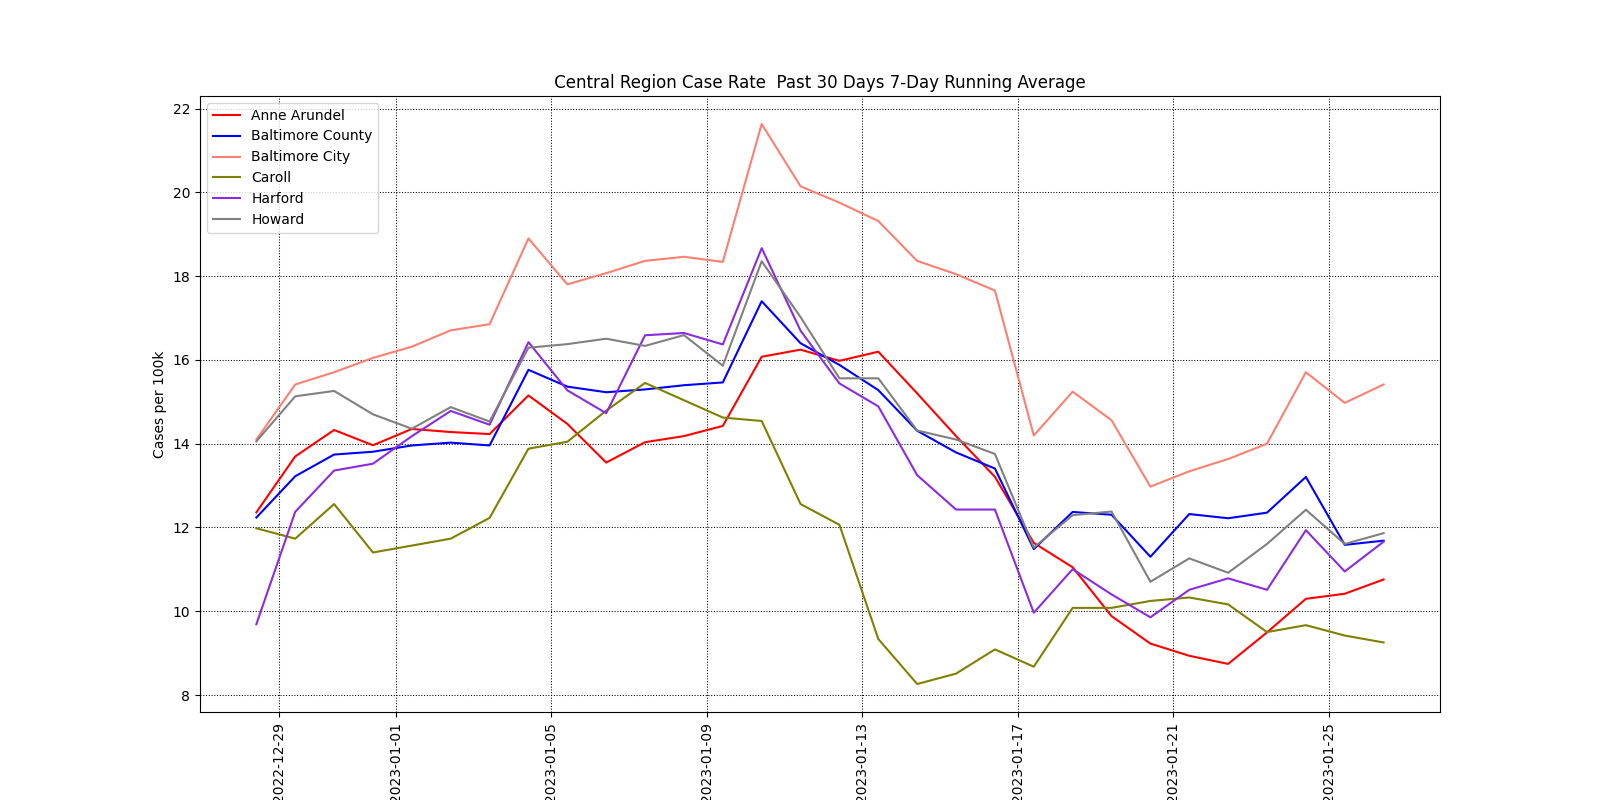 Central Region Case Rate  Past 30 Days 7-Day Running Average
Cases per 100k
22
20
18
16
14
12
10
8
Anne Arundel
Baltimore County
Baltimore City
Caroll
Harford
Howard
2022-12-29
2023-01-01
2023-01-05
2023-01-09
2023-01-13
2023-01-17
2023-01-21
2023-01-25